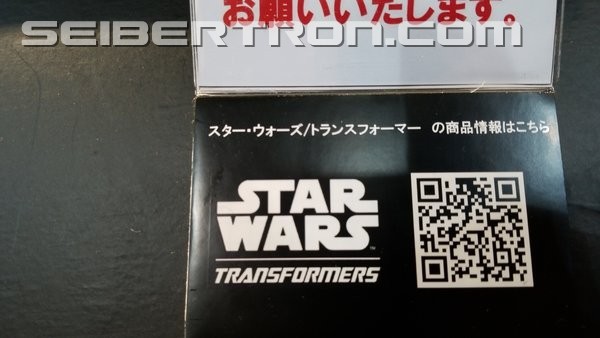 お願いいたします。
SEIBERTRON.com
スター・ウォーズ/トランスフォーマー の商品情報はこちら
STAR
WARS
TM
TRANSFORMERS